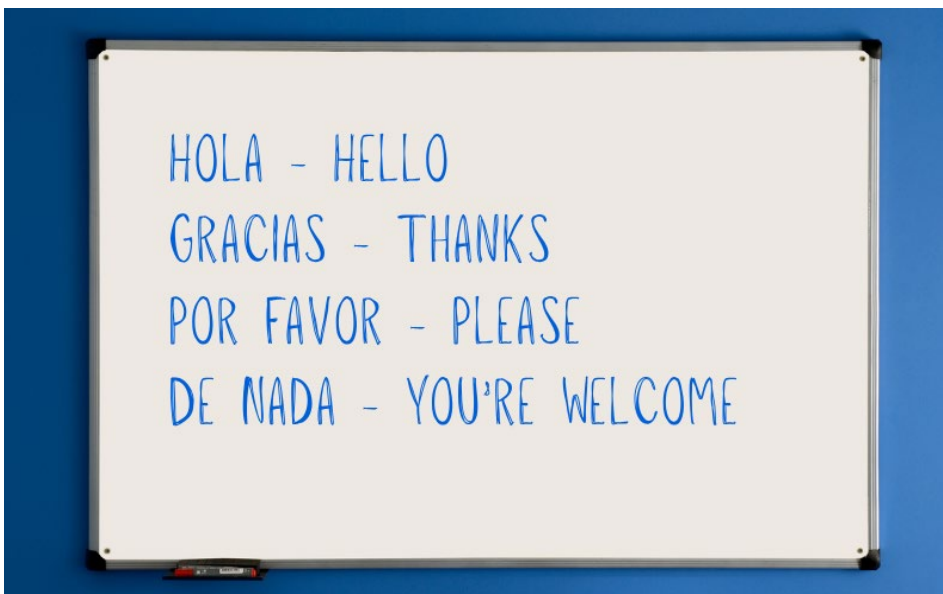 HOLA - HELLO
GRACIAS - THANKS
POR FAVOR - PLEASE
DE NADA - YOU'RE WELCOME